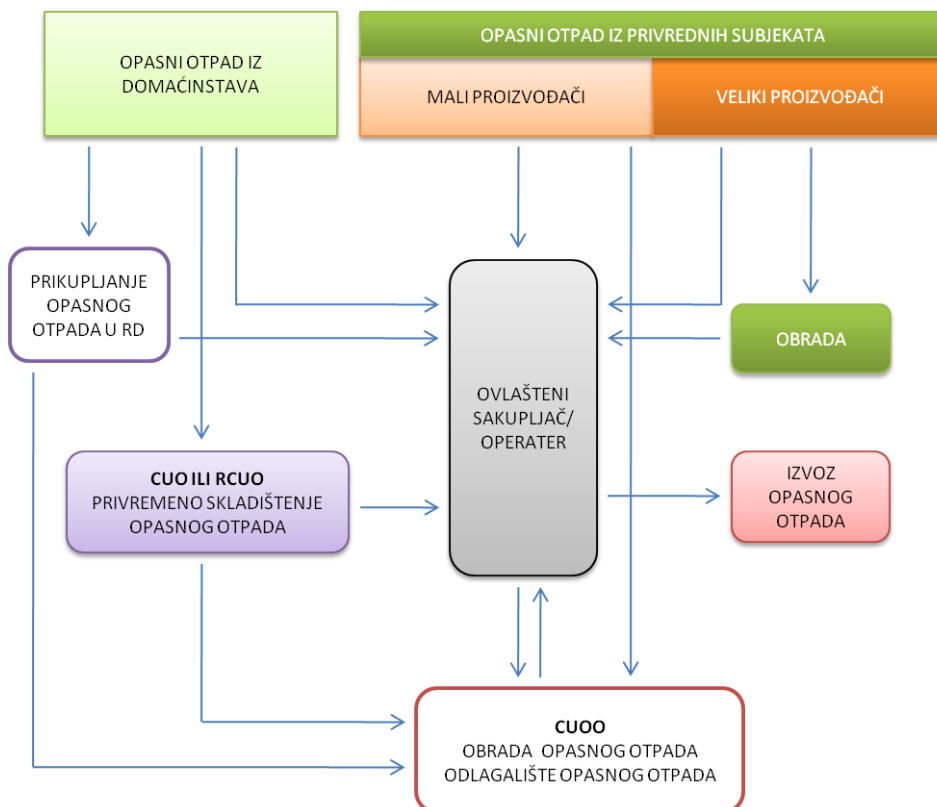 OPASNI OTPAD IZ
DOMAĆINSTAVA
OPASNI OTPAD IZ PRIVREDNIH SUBJEKATA
MALI PROIZVOĐAČI
VELIKI PROIZVOĐAČI
PRIKUPLJANJE
OPASNOG
OTPADA U RD
OBRADA
OVLAŠTENI
SAKUPLJAČ/
OPERATER
CUO ILI RCUO
PRIVREMENO SKLADIŠTENJE
OPASNOG OTPADA
IZVOZ
OPASNOG
OTPADA
CUOO
OBRADA OPASNOG OTPADA
ODLAGALIŠTE OPASNOG OTPADA